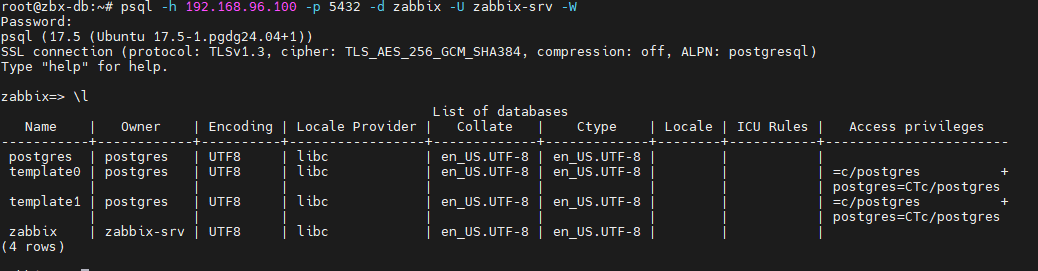 root@zbx-db:~# psql -h 192.168.96.100 -p 5432 -d zabbix -U zabbix-srv -W
Password:
psql (17.5 (Ubuntu 17.5-1.pgdg24.04+1))
SSL connection (protocol: TLSv1.3, cipher: TLS_AES_256_GCM_SHA384, compression: off, ALPN: postgresql)
Type "help" for help.

zabbix=> \l
                                                      List of databases
   Name    |   Owner    | Encoding | Locale Provider |   Collate   |    Ctype    | Locale | ICU Rules |   Access privileges
-----------+------------+----------+-----------------+-------------+-------------+--------+-----------+-----------------------
 postgres  | postgres   | UTF8     | libc            | en_US.UTF-8 | en_US.UTF-8 |        |           |
 template0 | postgres   | UTF8     | libc            | en_US.UTF-8 | en_US.UTF-8 |        |           | =c/postgres          +
           |            |          |                 |             |             |        |           | postgres=CTc/postgres
 template1 | postgres   | UTF8     | libc            | en_US.UTF-8 | en_US.UTF-8 |        |           | =c/postgres          +
           |            |          |                 |             |             |        |           | postgres=CTc/postgres
 zabbix    | zabbix-srv | UTF8     | libc            | en_US.UTF-8 | en_US.UTF-8 |        |           |
(4 rows)